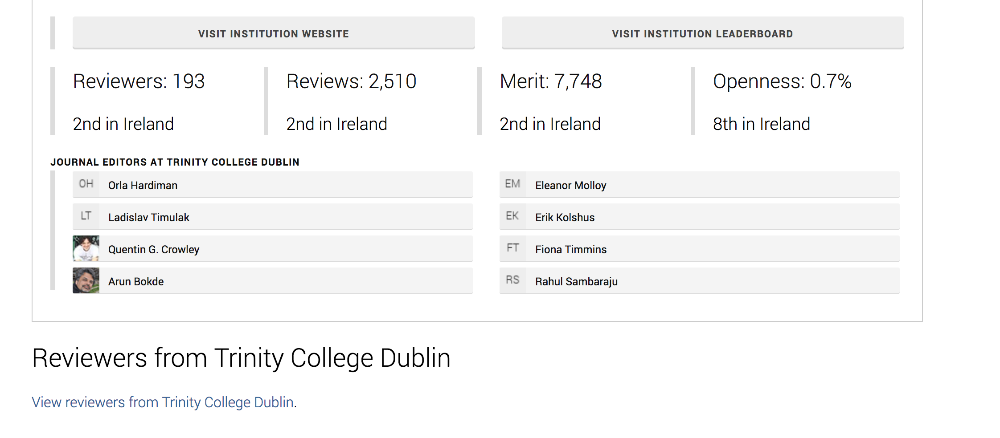 VISIT INSTITUTION WEBSITE
VISIT INSTITUTION LEADERBOARD
Reviewers: 193
2nd in Ireland
Reviews: 2,510
2nd in Ireland
Merit: 7,748
2nd in Ireland
Openness: 0.7%
8th in Ireland
JOURNAL EDITORS AT TRINITY COLLEGE DUBLIN
OH Orla Hardiman
EM Eleanor Molloy
LT Ladislav Timulak
EK Erik Kolshus
Quentin G. Crowley
FT Fiona Timmins
Arun Bokde
RS Rahul Sambaraju
Reviewers from Trinity College Dublin
View reviewers from Trinity College Dublin.